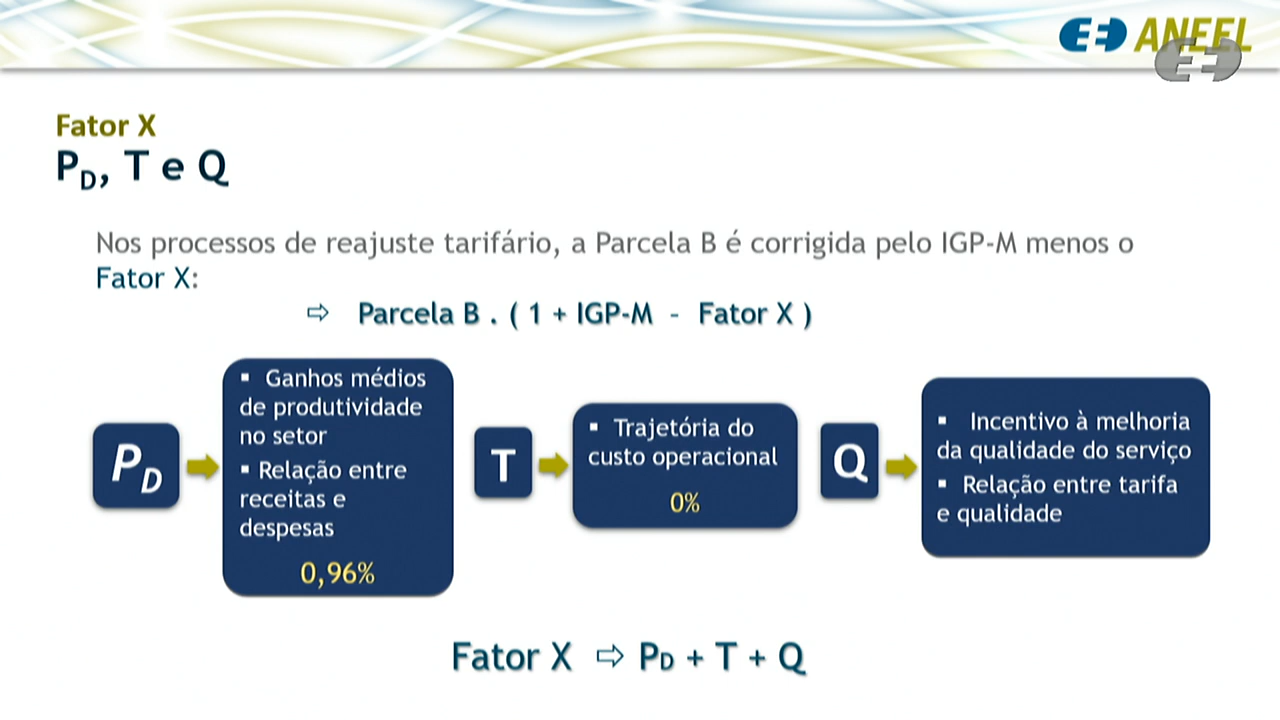 ANEEL
Fator X
PD, T e Q
Nos processos de reajuste tarifário, a Parcela B é corrigida pelo IGP-M menos o
Fator X:
⇨ Parcela B . ( 1 + IGP-M - Fator X )
PD
▪ Ganhos médios
de produtividade
no setor
▪ Relação entre
receitas e
despesas
0,96%
T
▪ Trajetória do
custo operacional
0%
Q
▪ Incentivo à melhoria
da qualidade do serviço
▪ Relação entre tarifa
e qualidade
Fator X ⇨ PD + T + Q